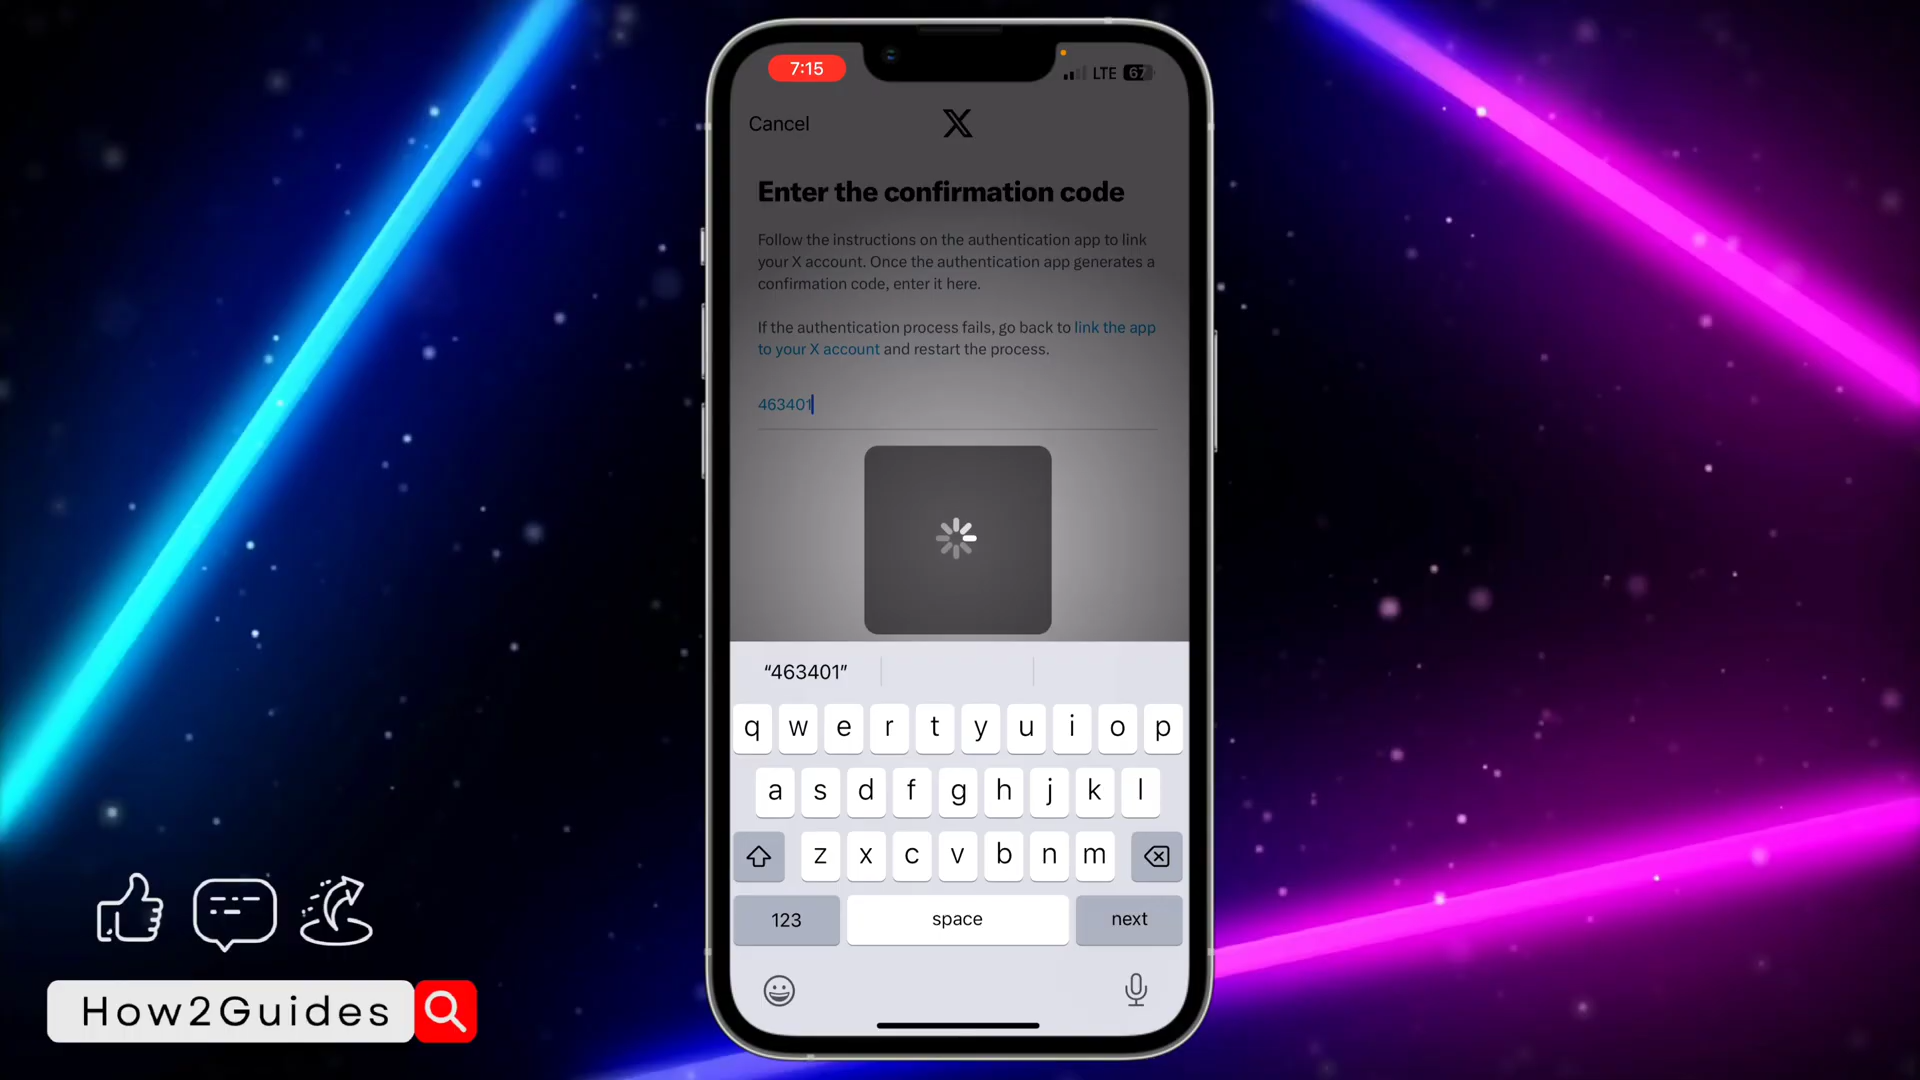 7:15
LTE 67
Cancel
Enter the confirmation code
Follow the instructions on the authentication app to link
your X account. Once the authentication app generates a
confirmation code, enter it here.
If the authentication process fails, go back to link the app
to your X account and restart the process.
463401
“463401”
q w e r t y u i o p
a s d f g h j k l
z x c v b n m
123 space next
How2Guides